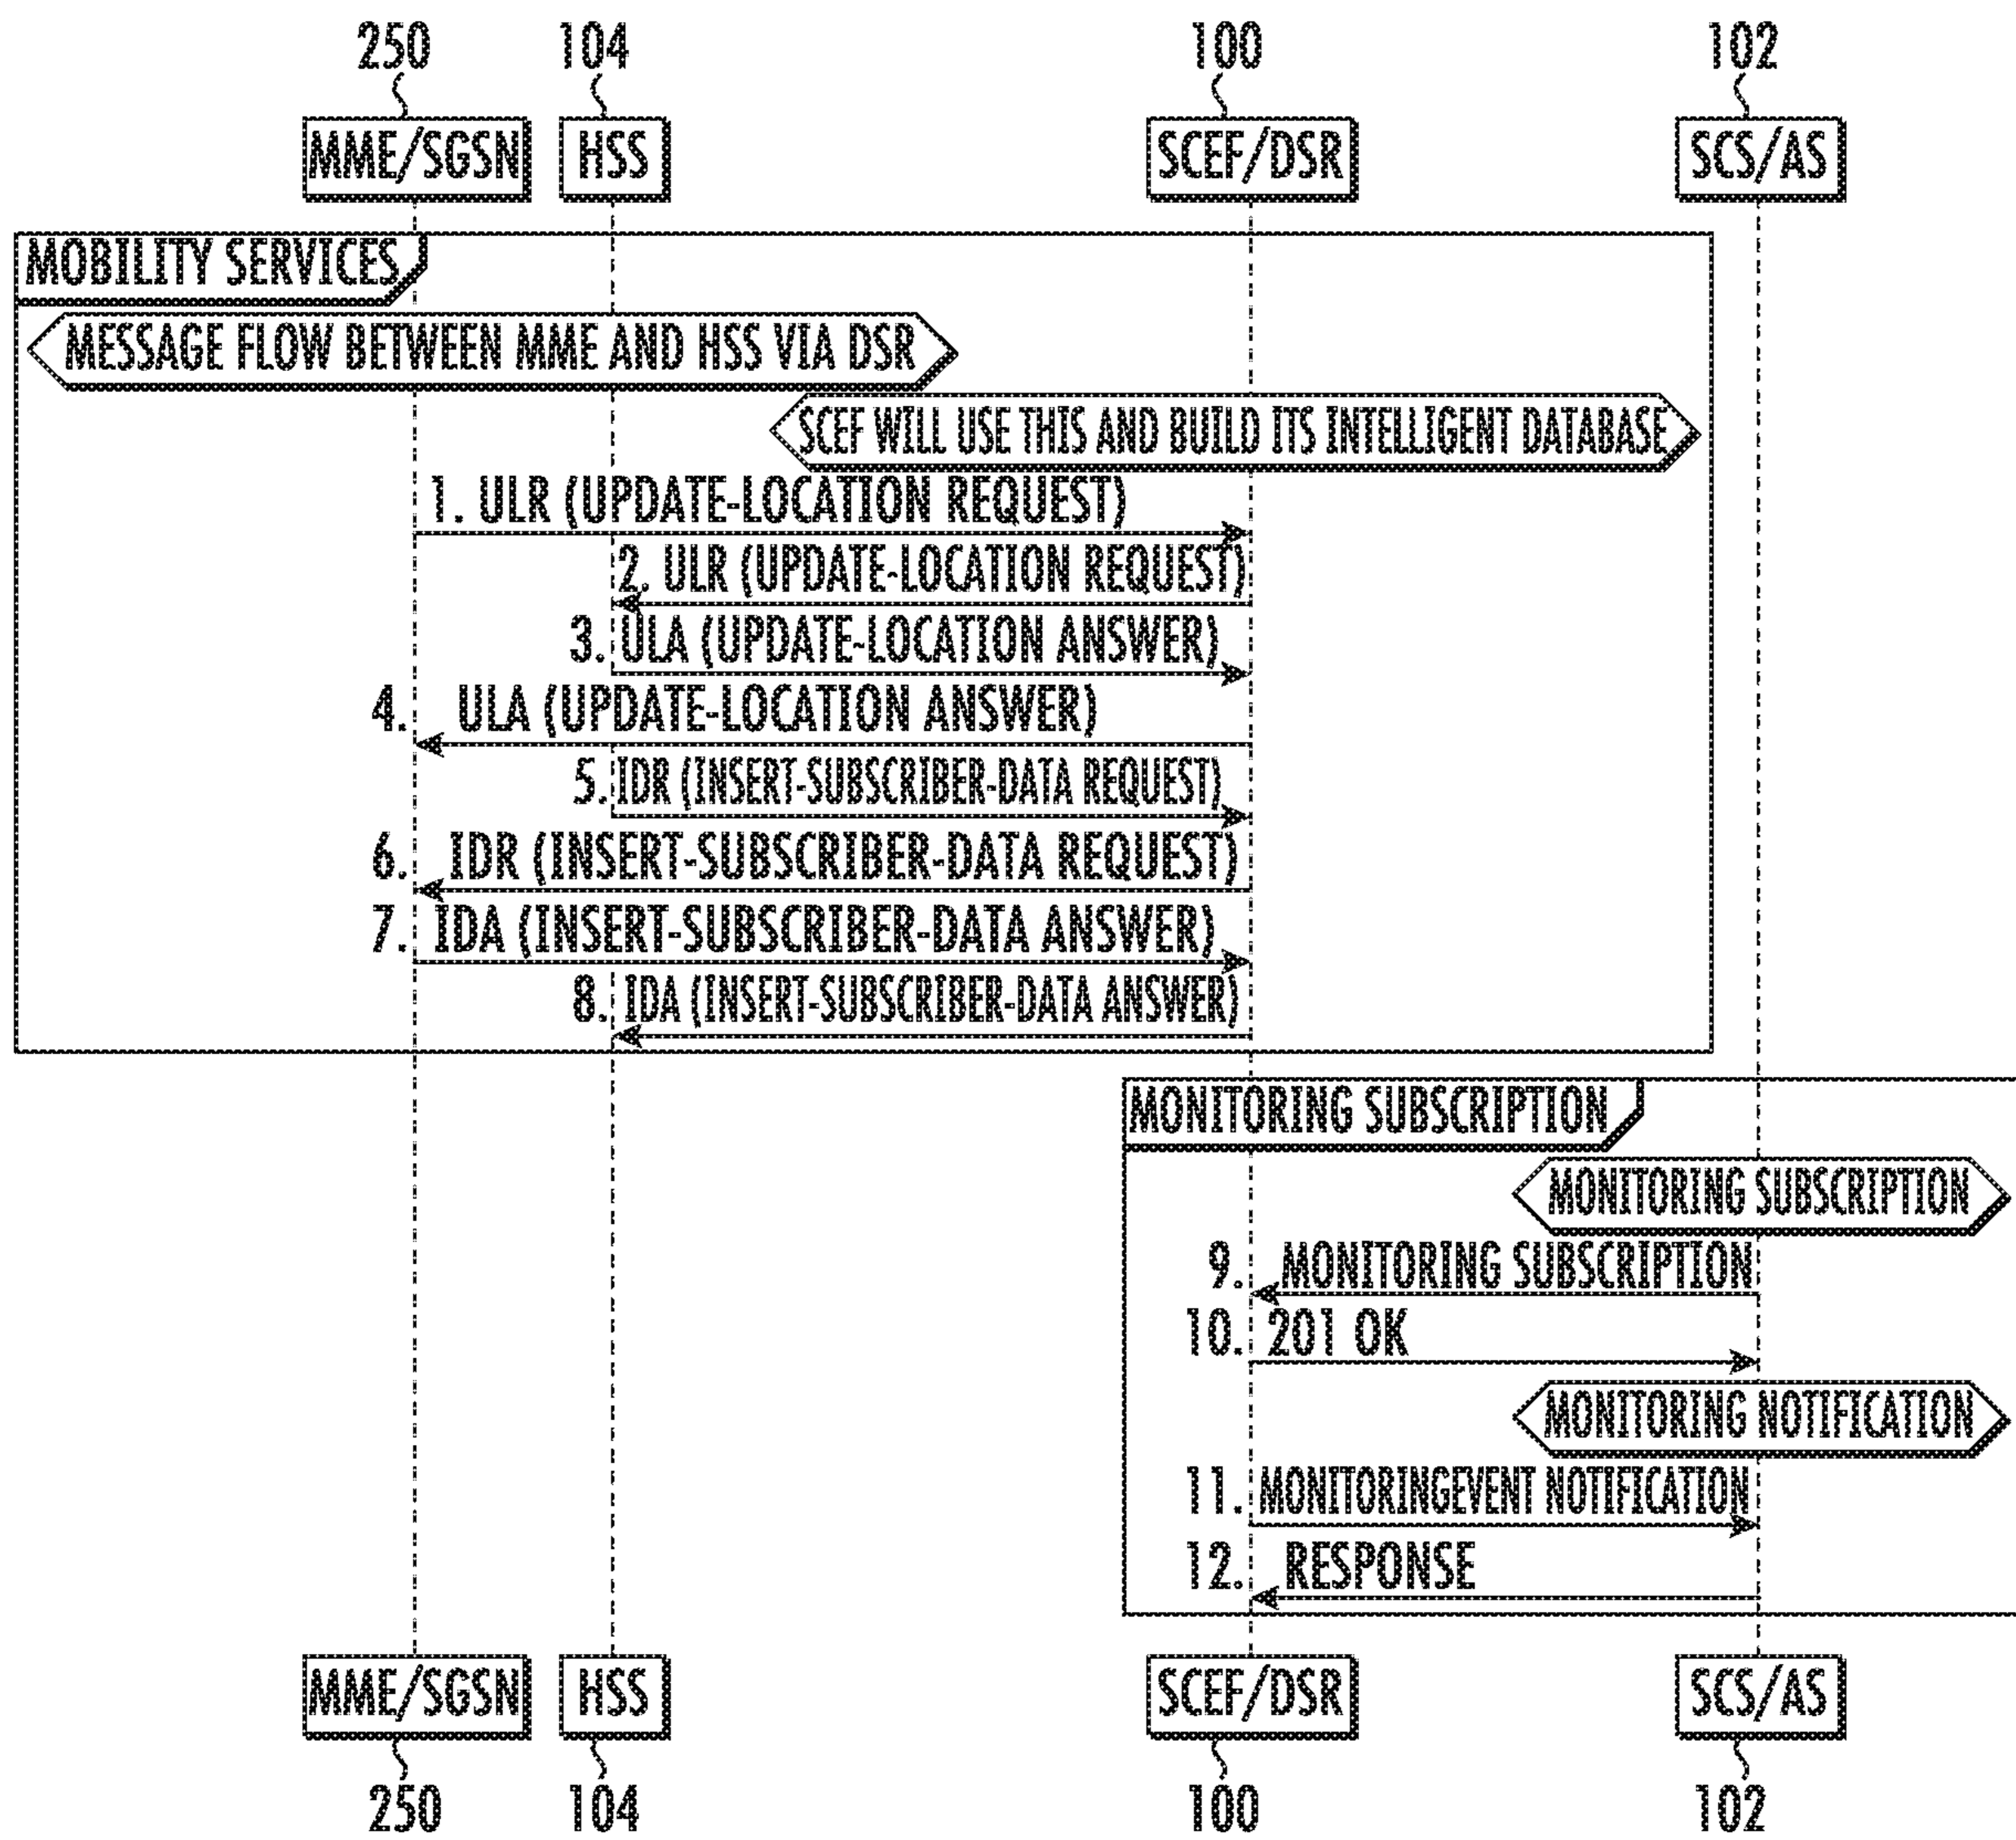 250 104 100 102
MME/SGSN HSS SCEF/DSR SCS/AS
MOBILITY SERVICES
MESSAGE FLOW BETWEEN MME AND HSS VIA DSR
SCEF WILL USE THIS AND BUILD ITS INTELLIGENT DATABASE
1. ULR (UPDATE-LOCATION REQUEST)
2. ULR (UPDATE-LOCATION REQUEST)
3. ULA (UPDATE-LOCATION ANSWER)
4. ULA (UPDATE-LOCATION ANSWER)
5. IDR (INSERT-SUBSCRIBER-DATA REQUEST)
6. IDR (INSERT-SUBSCRIBER-DATA REQUEST)
7. IDA (INSERT-SUBSCRIBER-DATA ANSWER)
8. IDA (INSERT-SUBSCRIBER-DATA ANSWER)
MONITORING SUBSCRIPTION
MONITORING SUBSCRIPTION
9. MONITORING SUBSCRIPTION
10. 201 OK
MONITORING NOTIFICATION
11. MONITORINGEVENT NOTIFICATION
12. RESPONSE
MME/SGSN HSS SCEF/DSR SCS/AS
250 104 100 102